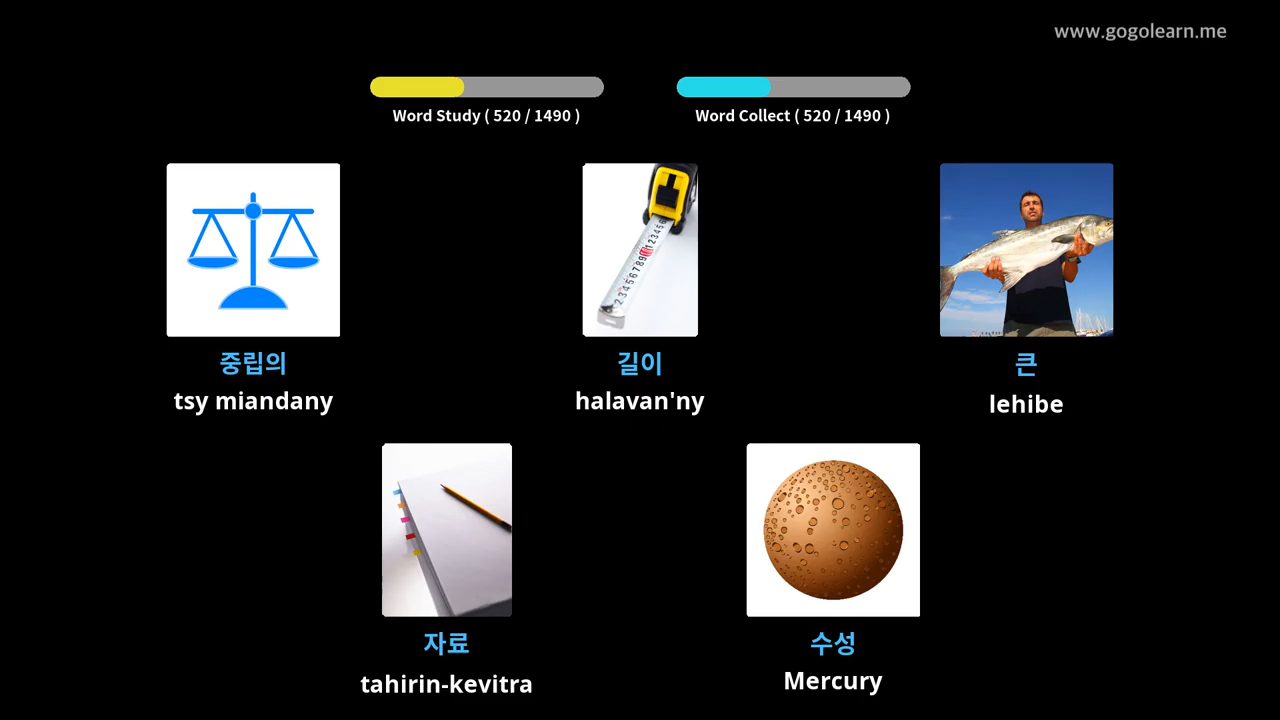 www.gogolearn.me
Word Study ( 520 / 1490 )
Word Collect ( 520 / 1490 )
중립의
tsy miandany
길이
halavan'ny
큰
lehibe
자료
tahirin-kevitra
수성
Mercury